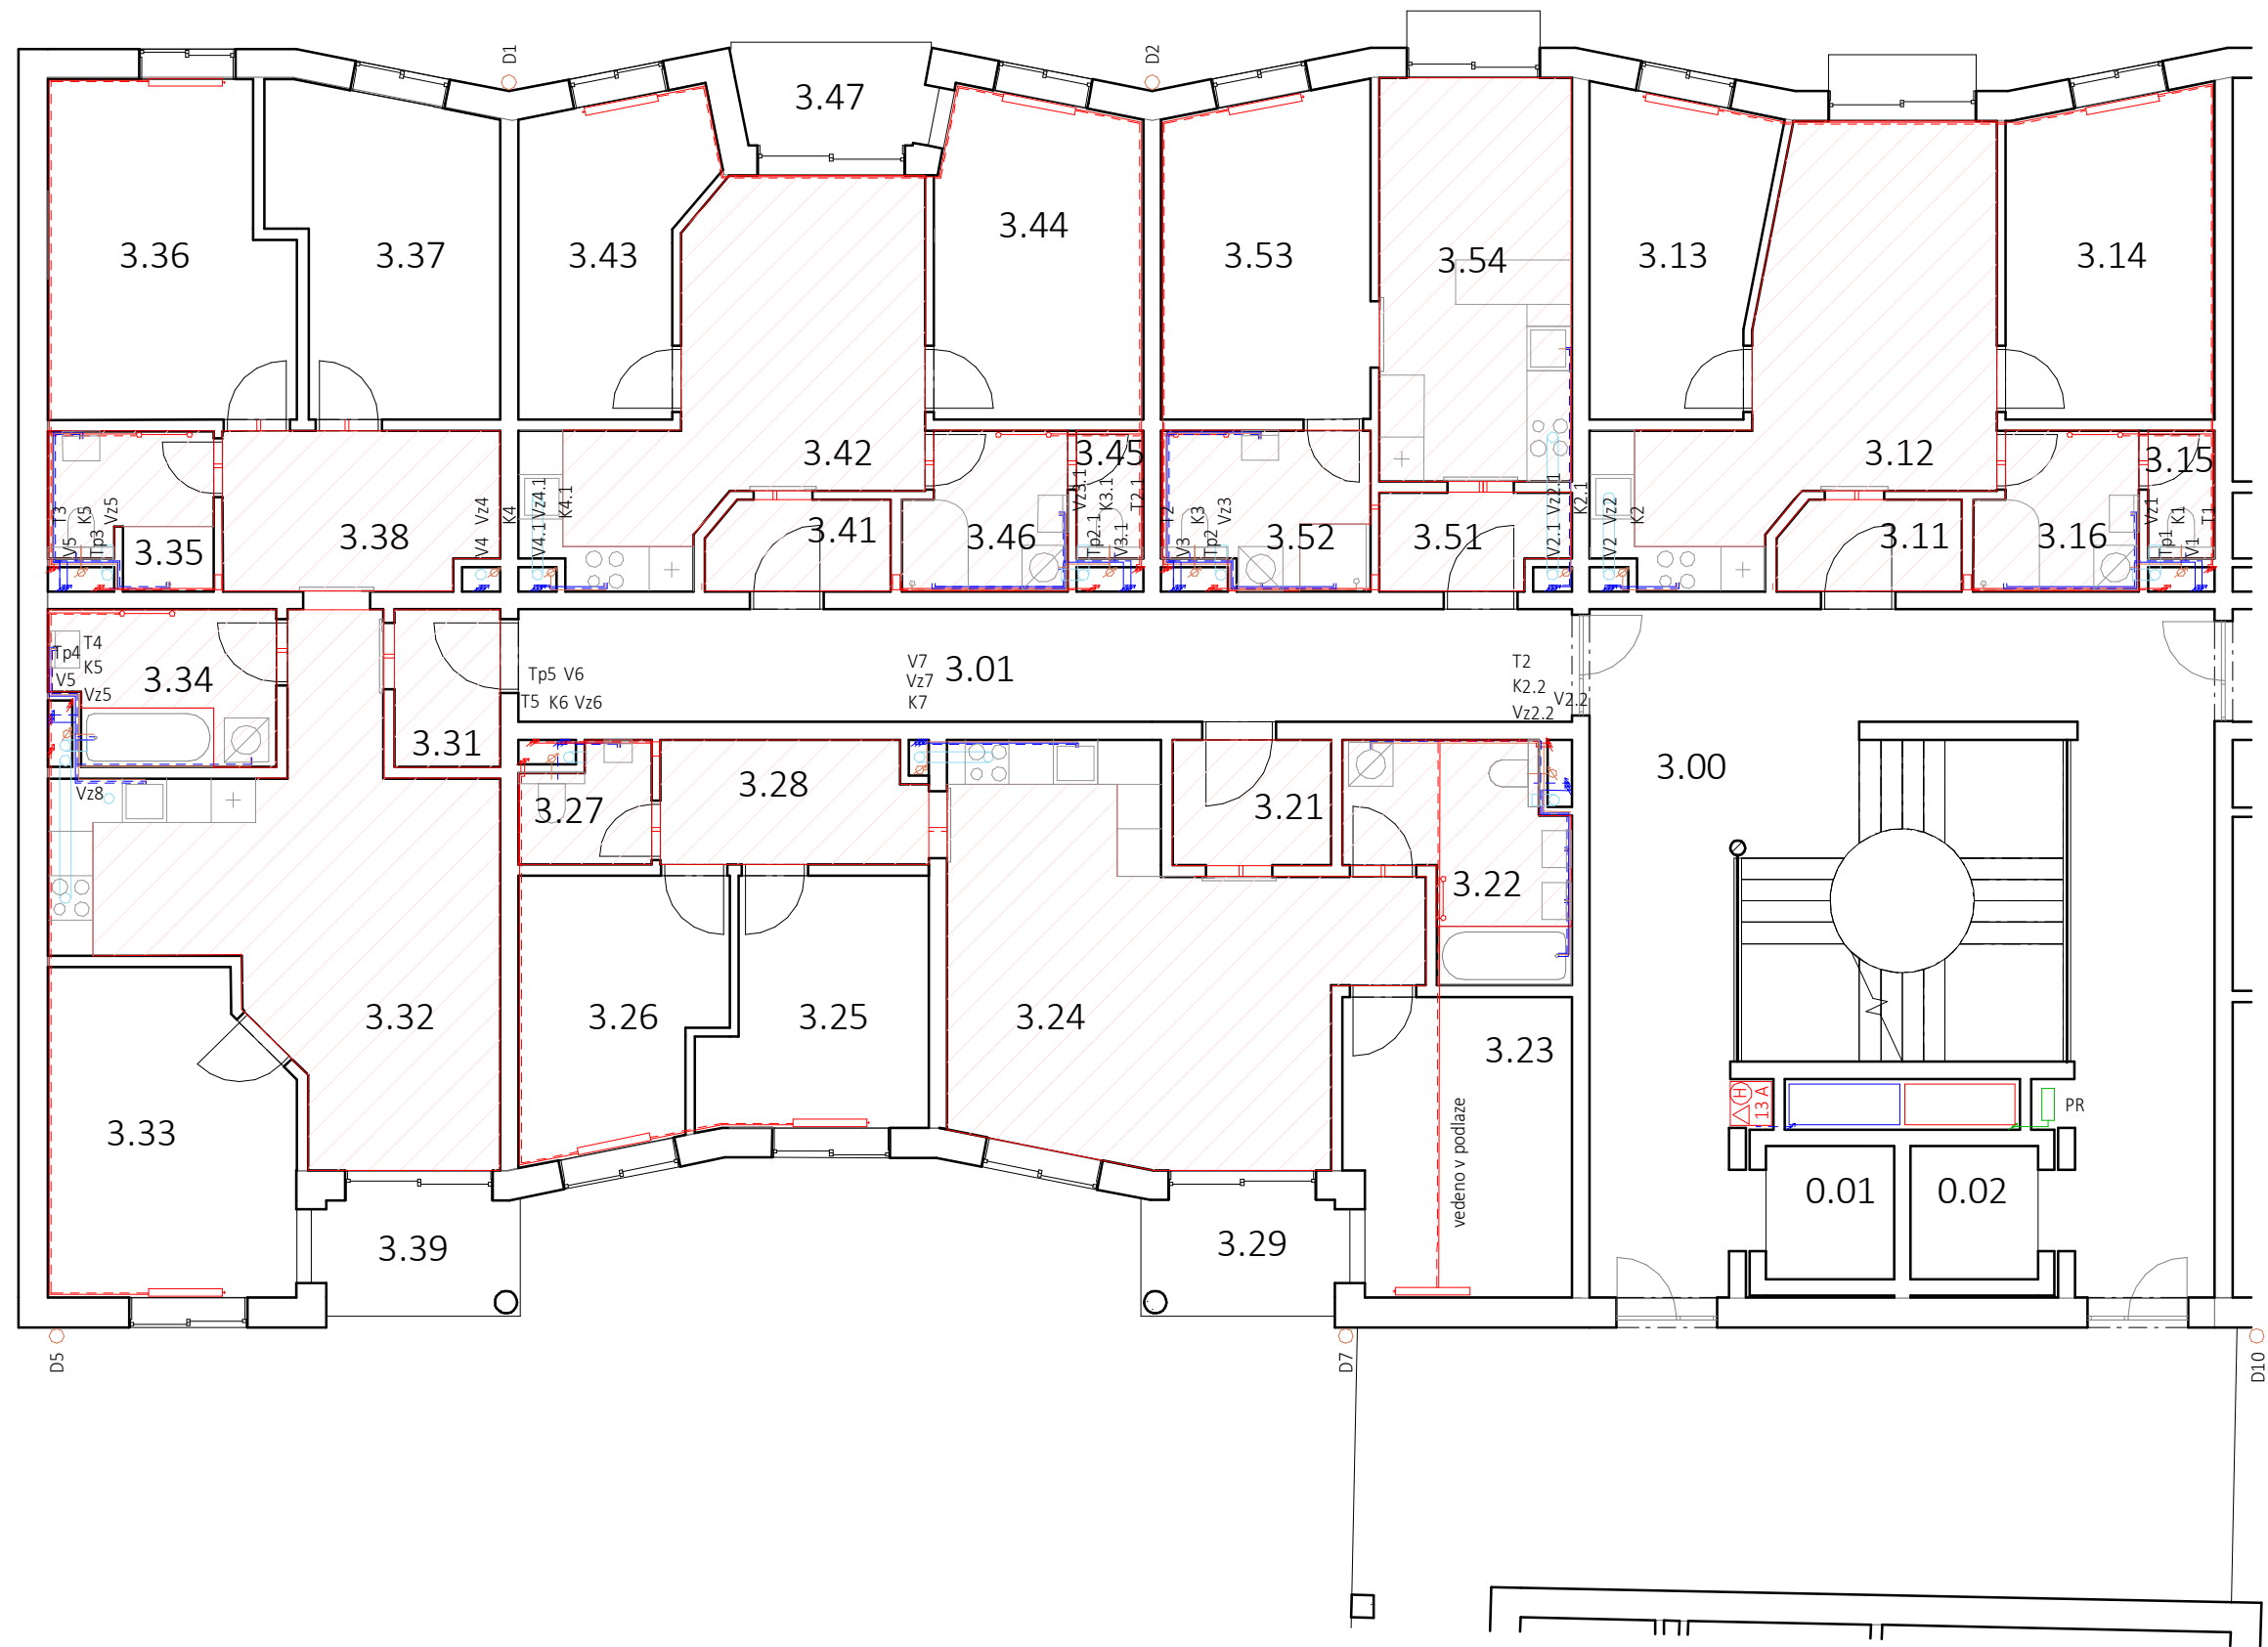 D1
D2
3.47
3.36
3.37
3.43
3.44
3.53
3.54
3.13
3.14
3.42
3.45
3.12
3.15
T3
K5
Vz5
V5
Tp3
3.35
3.38
Vz4
K4
V4
Vz4.1
K4.1
V4.1
3.41
3.46
Vz3.1
K3.1
T2.1
Tp2.1
V3.1
T2
K3
Vz3
V3
Tp2
3.52
3.51
Vz2.1
K2.1
V2.1
Vz2
K2
V2
3.11
3.16
Vz1
K1
T1
Tp1
V1
Tp4
T4
K5
V5
Vz5
3.34
3.31
Tp5 V6
T5 K6 Vz6
V7
Vz7
K7
3.01
T2
K2.2
V2.2
Vz2.2
3.00
Vz8
3.27
3.28
3.21
3.22
3.32
3.26
3.25
3.24
3.23
3.33
vedeno v podlaze
H
13 A
PR
0.01
0.02
3.39
3.29
D5
D7
D10